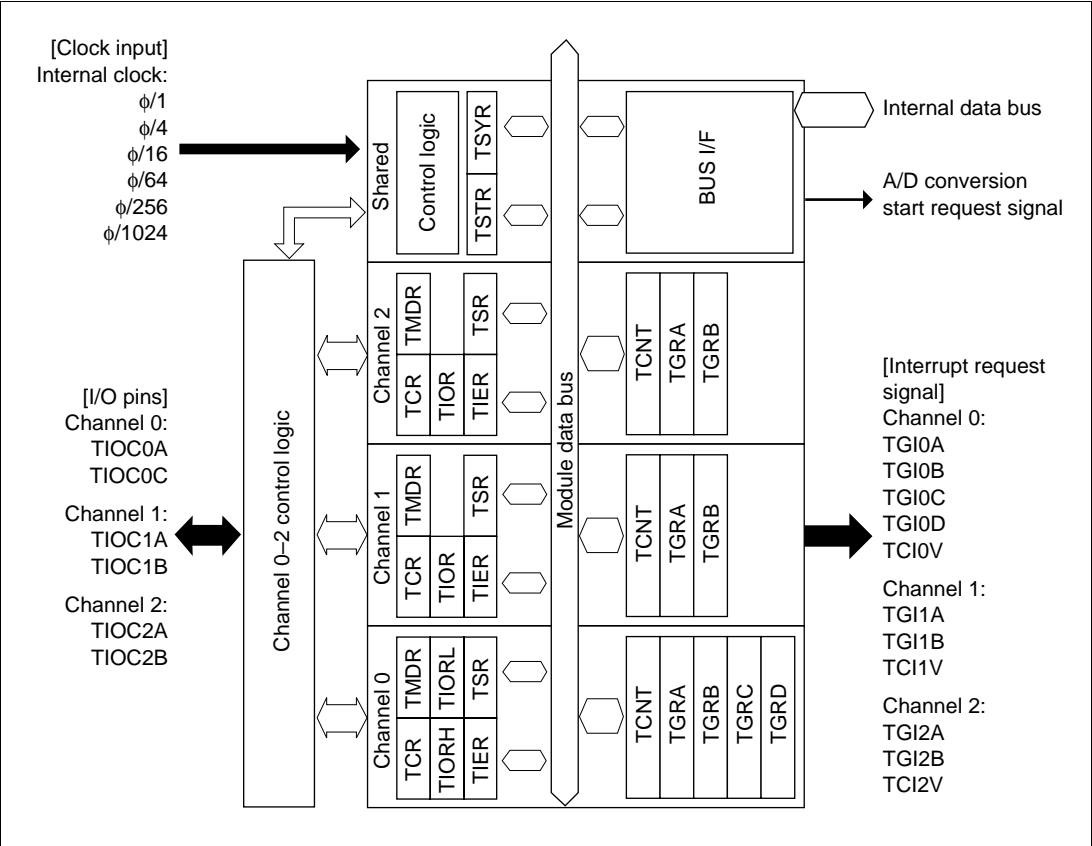 [Clock input]
Internal clock:
ϕ/1
ϕ/4
ϕ/16
ϕ/64
ϕ/256
ϕ/1024
[I/O pins]
Channel 0:
TIOC0A
TIOC0C
Channel 1:
TIOC1A
TIOC1B
Channel 2:
TIOC2A
TIOC2B
Channel 0–2 control logic
Shared
Control logic
TSYR
TSTR
BUS I/F
Channel 2
TMDR
TSR
TCR
TIOR
TIER
TCNT
TGRA
TGRB
Channel 1
TMDR
TSR
TCR
TIOR
TIER
TCNT
TGRA
TGRB
Channel 0
TMDR
TIORL
TSR
TCR
TIORH
TIER
TCNT
TGRA
TGRB
TGRC
TGRD
Module data bus
Internal data bus
A/D conversion
start request signal
[Interrupt request
signal]
Channel 0:
TGI0A
TGI0B
TGI0C
TGI0D
TCI0V
Channel 1:
TGI1A
TGI1B
TCI1V
Channel 2:
TGI2A
TGI2B
TCI2V